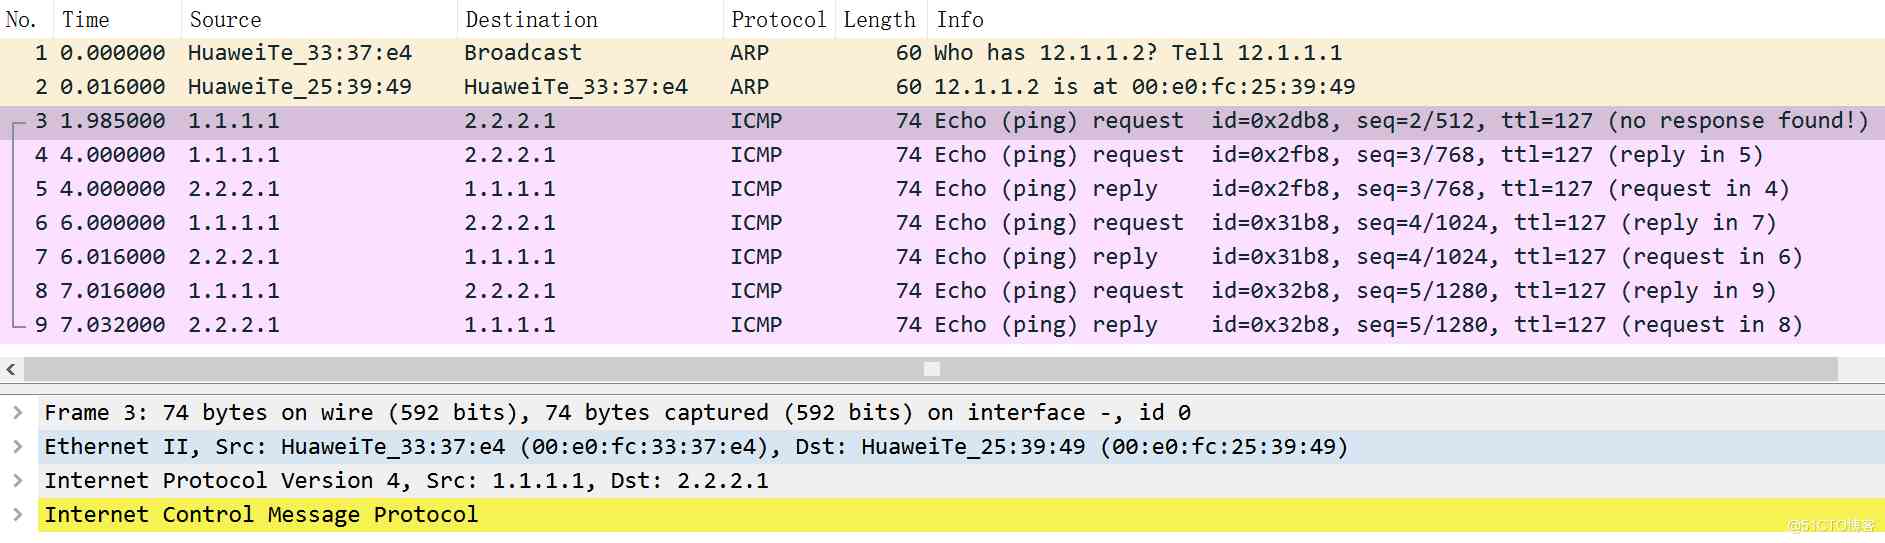 No. Time Source Destination Protocol Length Info
1 0.000000 HuaweiTe_33:37:e4 Broadcast ARP 60 Who has 12.1.1.2? Tell 12.1.1.1
2 0.016000 HuaweiTe_25:39:49 HuaweiTe_33:37:e4 ARP 60 12.1.1.2 is at 00:e0:fc:25:39:49
3 1.985000 1.1.1.1 2.2.2.1 ICMP 74 Echo (ping) request id=0x2db8, seq=2/512, ttl=127 (no response found!)
4 4.000000 1.1.1.1 2.2.2.1 ICMP 74 Echo (ping) request id=0x2fb8, seq=3/768, ttl=127 (reply in 5)
5 4.000000 2.2.2.1 1.1.1.1 ICMP 74 Echo (ping) reply id=0x2fb8, seq=3/768, ttl=127 (request in 4)
6 6.000000 1.1.1.1 2.2.2.1 ICMP 74 Echo (ping) request id=0x31b8, seq=4/1024, ttl=127 (reply in 7)
7 6.016000 2.2.2.1 1.1.1.1 ICMP 74 Echo (ping) reply id=0x31b8, seq=4/1024, ttl=127 (request in 6)
8 7.016000 1.1.1.1 2.2.2.1 ICMP 74 Echo (ping) request id=0x32b8, seq=5/1280, ttl=127 (reply in 9)
9 7.032000 2.2.2.1 1.1.1.1 ICMP 74 Echo (ping) reply id=0x32b8, seq=5/1280, ttl=127 (request in 8)
Frame 3: 74 bytes on wire (592 bits), 74 bytes captured (592 bits) on interface -, id 0
Ethernet II, Src: HuaweiTe_33:37:e4 (00:e0:fc:33:37:e4), Dst: HuaweiTe_25:39:49 (00:e0:fc:25:39:49)
Internet Protocol Version 4, Src: 1.1.1.1, Dst: 2.2.2.1
Internet Control Message Protocol
@51CTO博客